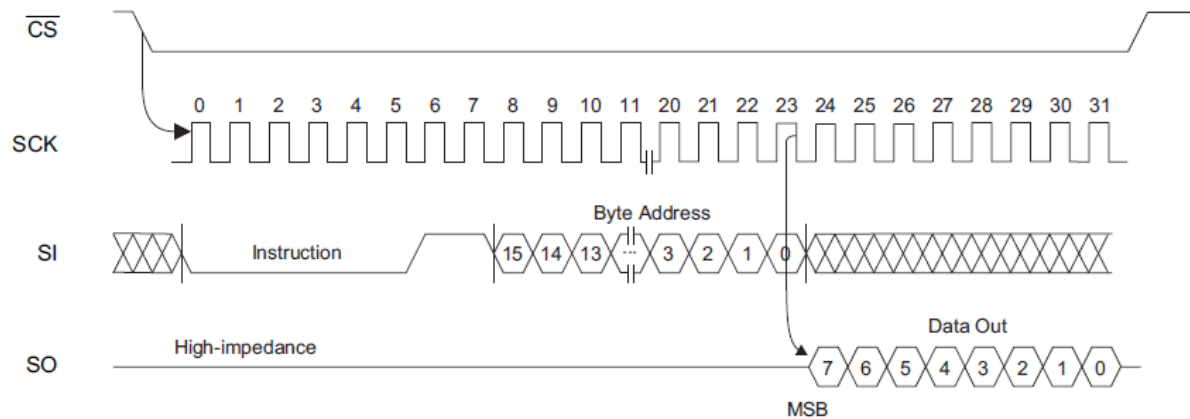 CS
0 1 2 3 4 5 6 7 8 9 10 11 20 21 22 23 24 25 26 27 28 29 30 31
SCK
Byte Address
SI
Instruction
15 14 13 ... 3 2 1 0
Data Out
High-impedance
SO
7 6 5 4 3 2 1 0
MSB